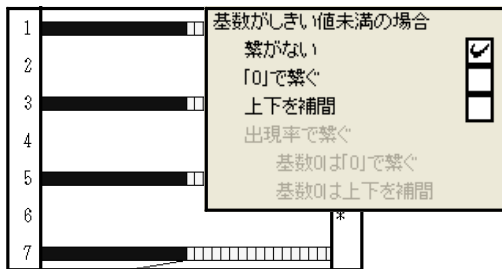 1
2
3
4
5
6
*
7
基数がしきい値未満の場合
繋がない
「0」で繋ぐ
上下を補間
出現率で繋ぐ
基数0は「0」で繋ぐ
基数0は上下を補間